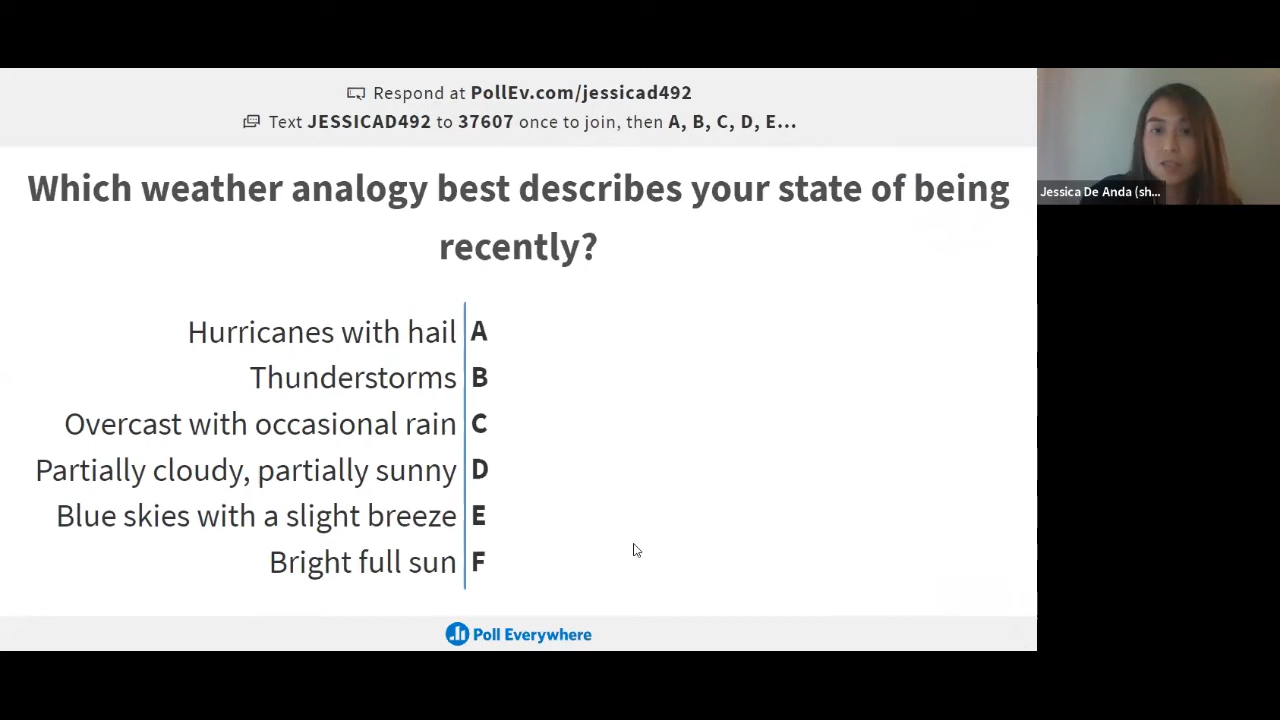 Respond at PollEv.com/jessicad492
Text JESSICAD492 to 37607 once to join, then A, B, C, D, E...
Which weather analogy best describes your state of being
recently?
Hurricanes with hail A
Thunderstorms B
Overcast with occasional rain C
Partially cloudy, partially sunny D
Blue skies with a slight breeze E
Bright full sun F
Poll Everywhere
Jessica De Anda (sh...